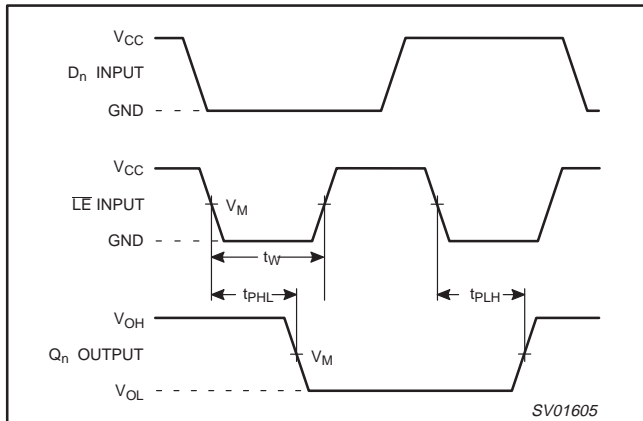 VCC
Dn INPUT
GND
VCC
LE INPUT
VM
GND
tW
tPHL
tPLH
VOH
Qn OUTPUT
VM
VOL
SV01605